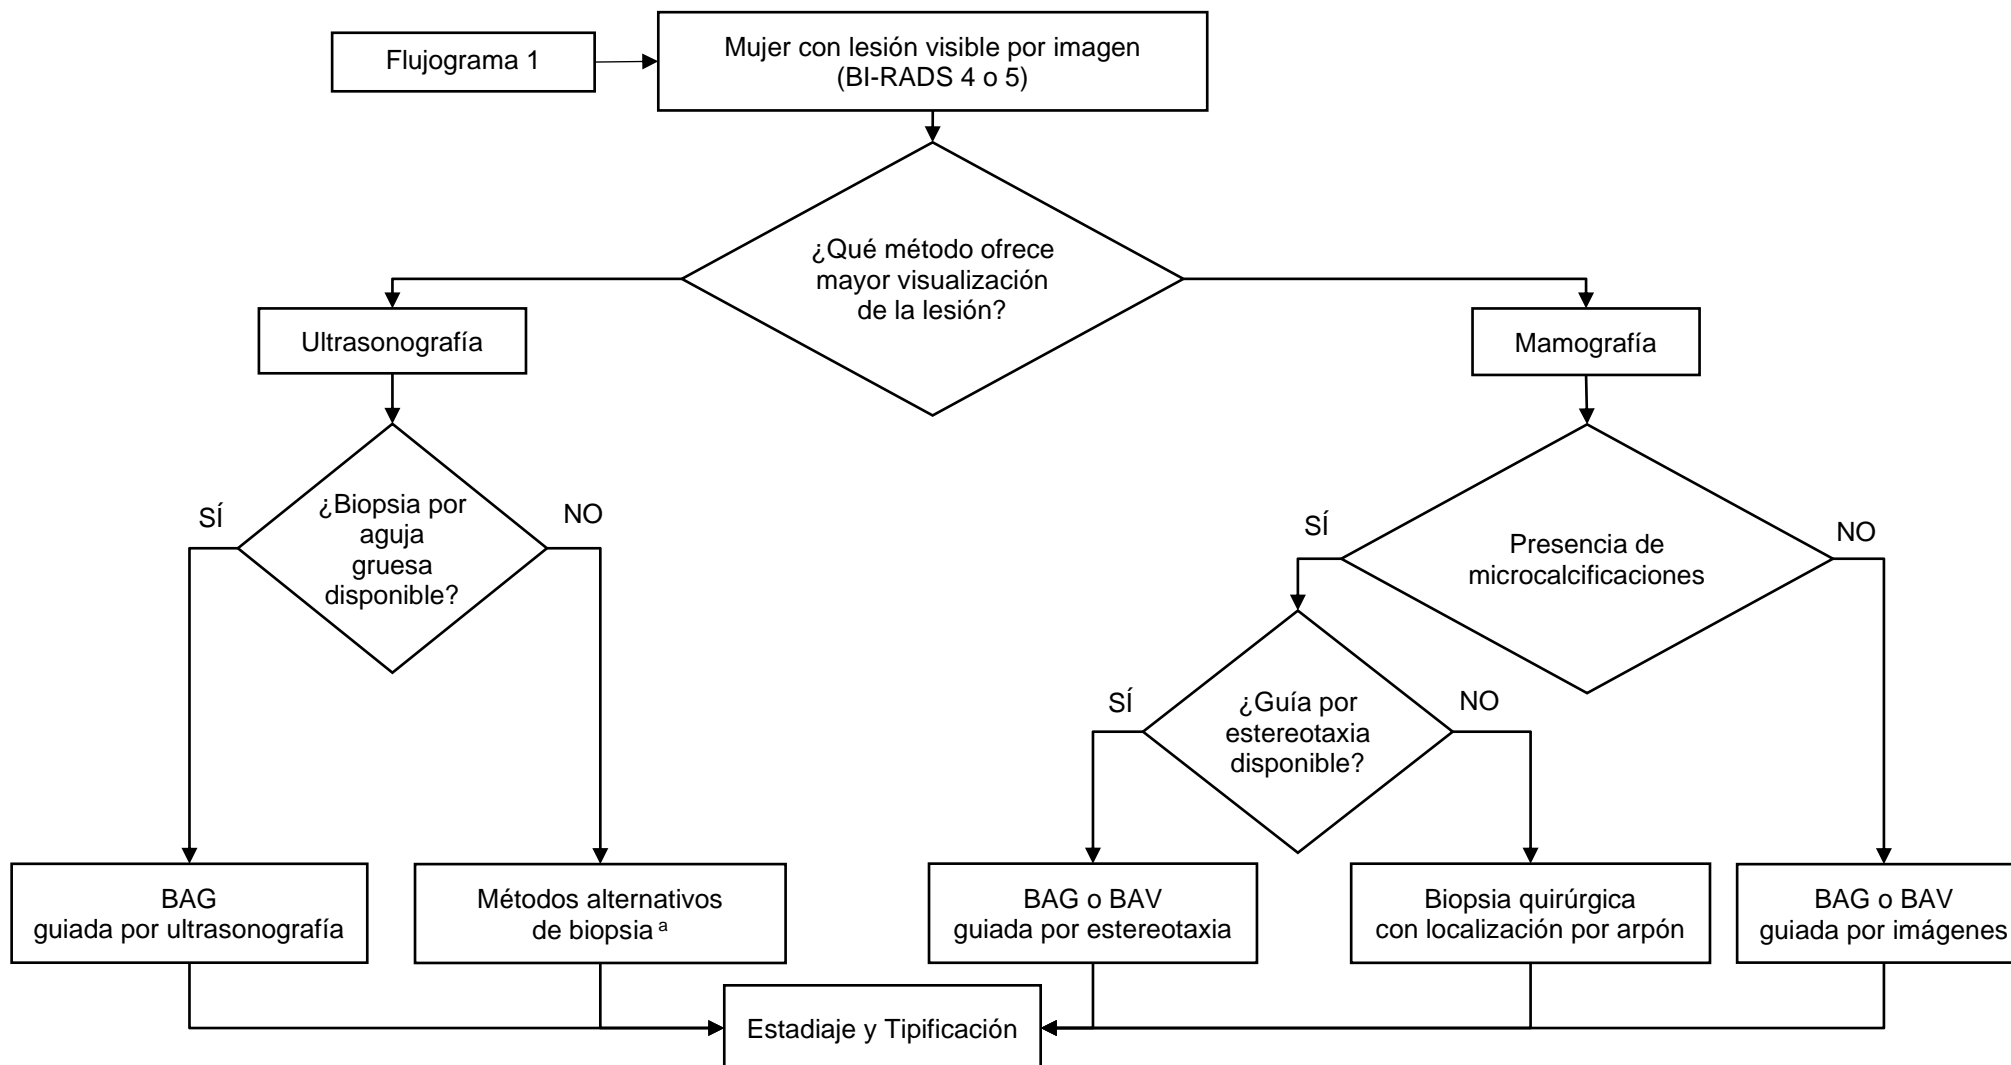 Flujograma 1
Mujer con lesión visible por imagen
(BI-RADS 4 o 5)
¿Qué método ofrece
mayor visualización
de la lesión?
Ultrasonografía
Mamografía
SÍ
¿Biopsia por
aguja
gruesa
disponible?
NO
SÍ
Presencia de
microcalcificaciones
NO
SÍ
¿Guía por
estereotaxia
disponible?
NO
BAG
guiada por ultrasonografía
Métodos alternativos
de biopsia ª
BAG o BAV
guiada por estereotaxia
Biopsia quirúrgica
con localización por arpón
BAG o BAV
guiada por imágenes
Estadiaje y Tipificación